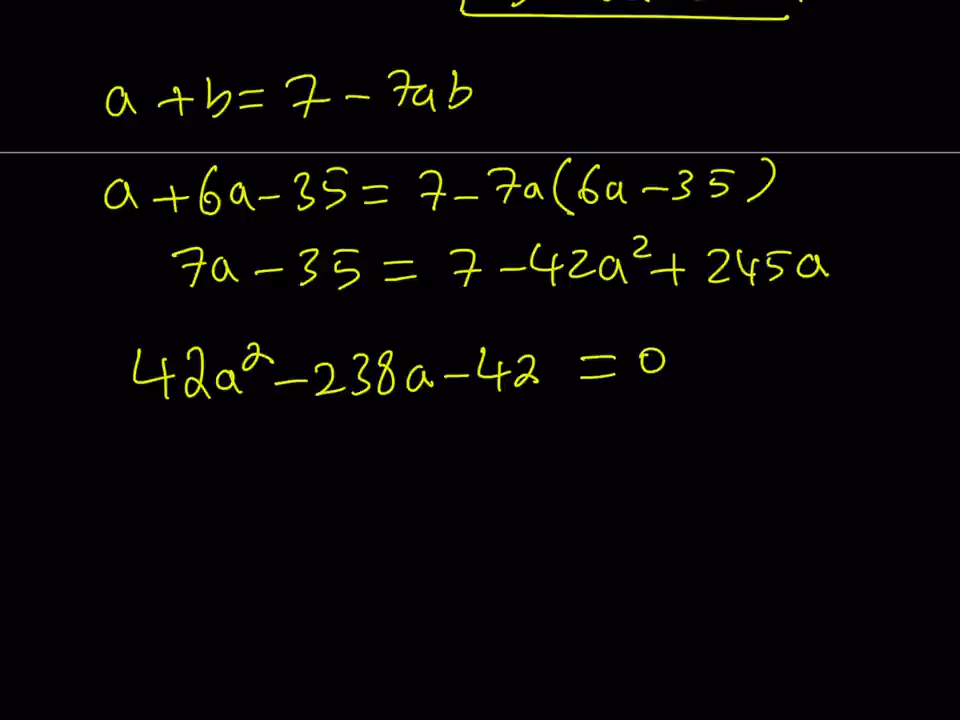 a + b = 7 - 7ab
a + 6a - 35 = 7 - 7a(6a - 35)
7a - 35 = 7 - 42a² + 245a
42a² - 238a - 42 = 0